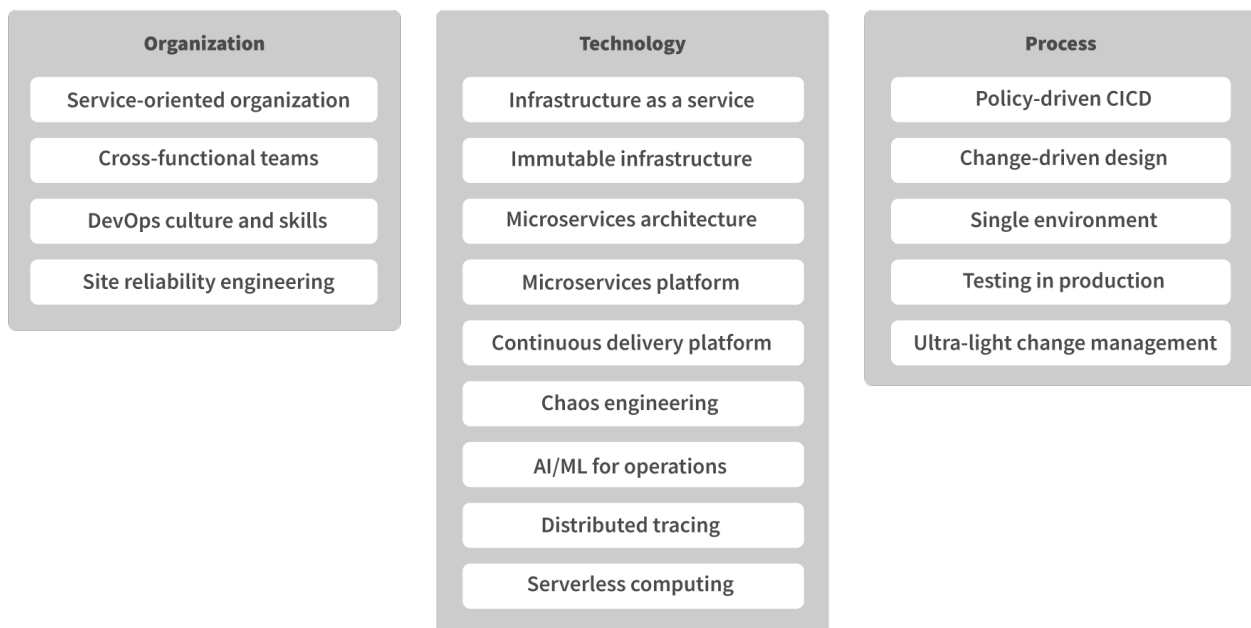 Organization
Service-oriented organization
Cross-functional teams
DevOps culture and skills
Site reliability engineering
Technology
Infrastructure as a service
Immutable infrastructure
Microservices architecture
Microservices platform
Continuous delivery platform
Chaos engineering
AI/ML for operations
Distributed tracing
Serverless computing
Process
Policy-driven CICD
Change-driven design
Single environment
Testing in production
Ultra-light change management